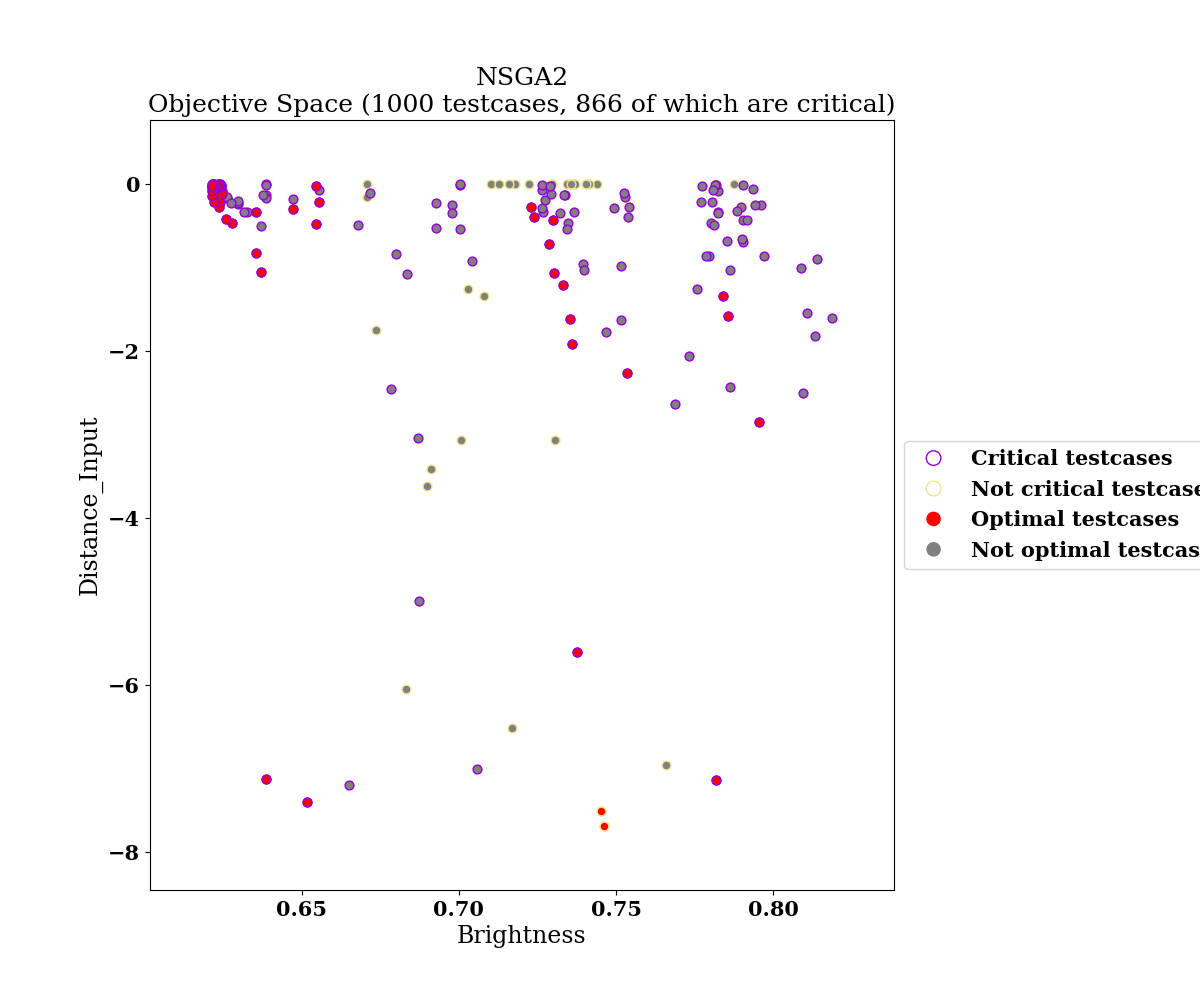 NSGA2
Objective Space (1000 testcases, 866 of which are critical)
0
−2
−4
−6
−8
Distance_Input
0.65
0.70
0.75
0.80
Brightness
Critical testcases
Not critical testcase
Optimal testcases
Not optimal testcas